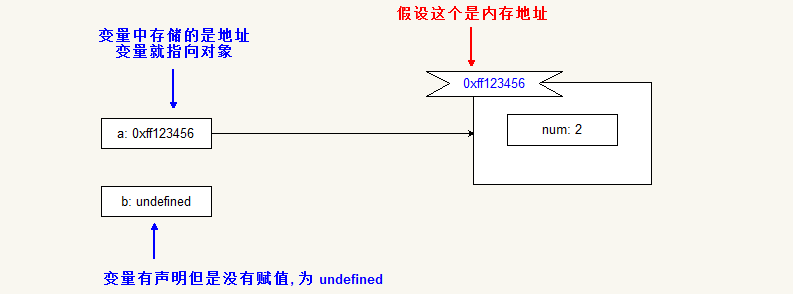 假设这个是内存地址
变量中存储的是地址
变量就指向对象
0xff123456
a: 0xff123456
num: 2
b: undefined
变量有声明但是没有赋值,为 undefined